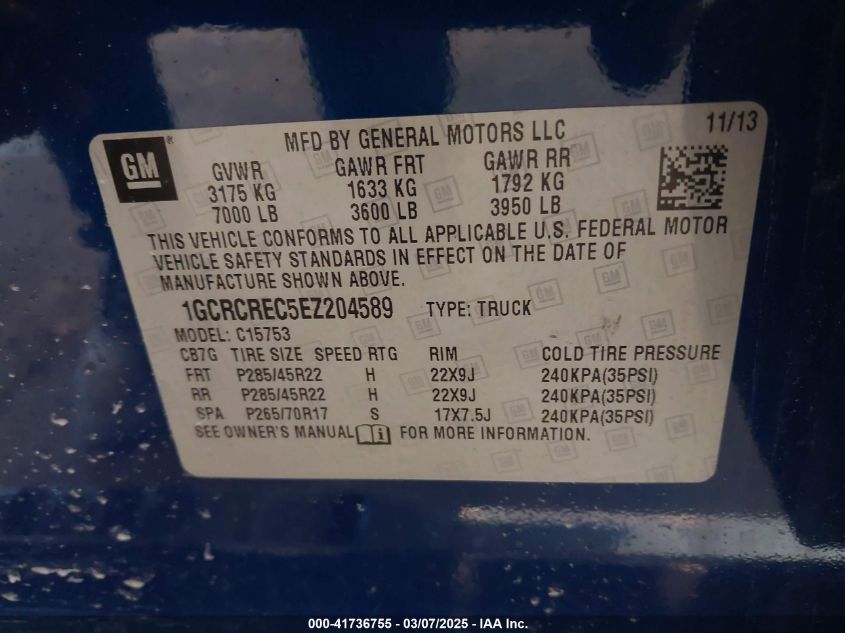 MFD BY GENERAL MOTORS LLC 11/13
GM
GVWR GAWR FRT GAWR RR
3175 KG 1633 KG 1792 KG
7000 LB 3600 LB 3950 LB
THIS VEHICLE CONFORMS TO ALL APPLICABLE U.S. FEDERAL MOTOR
VEHICLE SAFETY STANDARDS IN EFFECT ON THE DATE OF
MANUFACTURE SHOWN ABOVE.
1GCRCREC5EZ204589 TYPE: TRUCK
MODEL: C15753
CB7G TIRE SIZE SPEED RTG RIM COLD TIRE PRESSURE
FRT P285/45R22 H 22X9J 240KPA(35PSI)
RR P285/45R22 H 22X9J 240KPA(35PSI)
SPA P265/70R17 S 17X7.5J 240KPA(35PSI)
SEE OWNER'S MANUAL FOR MORE INFORMATION.
000-41736755 — 03/07/2025 - IAA Inc.